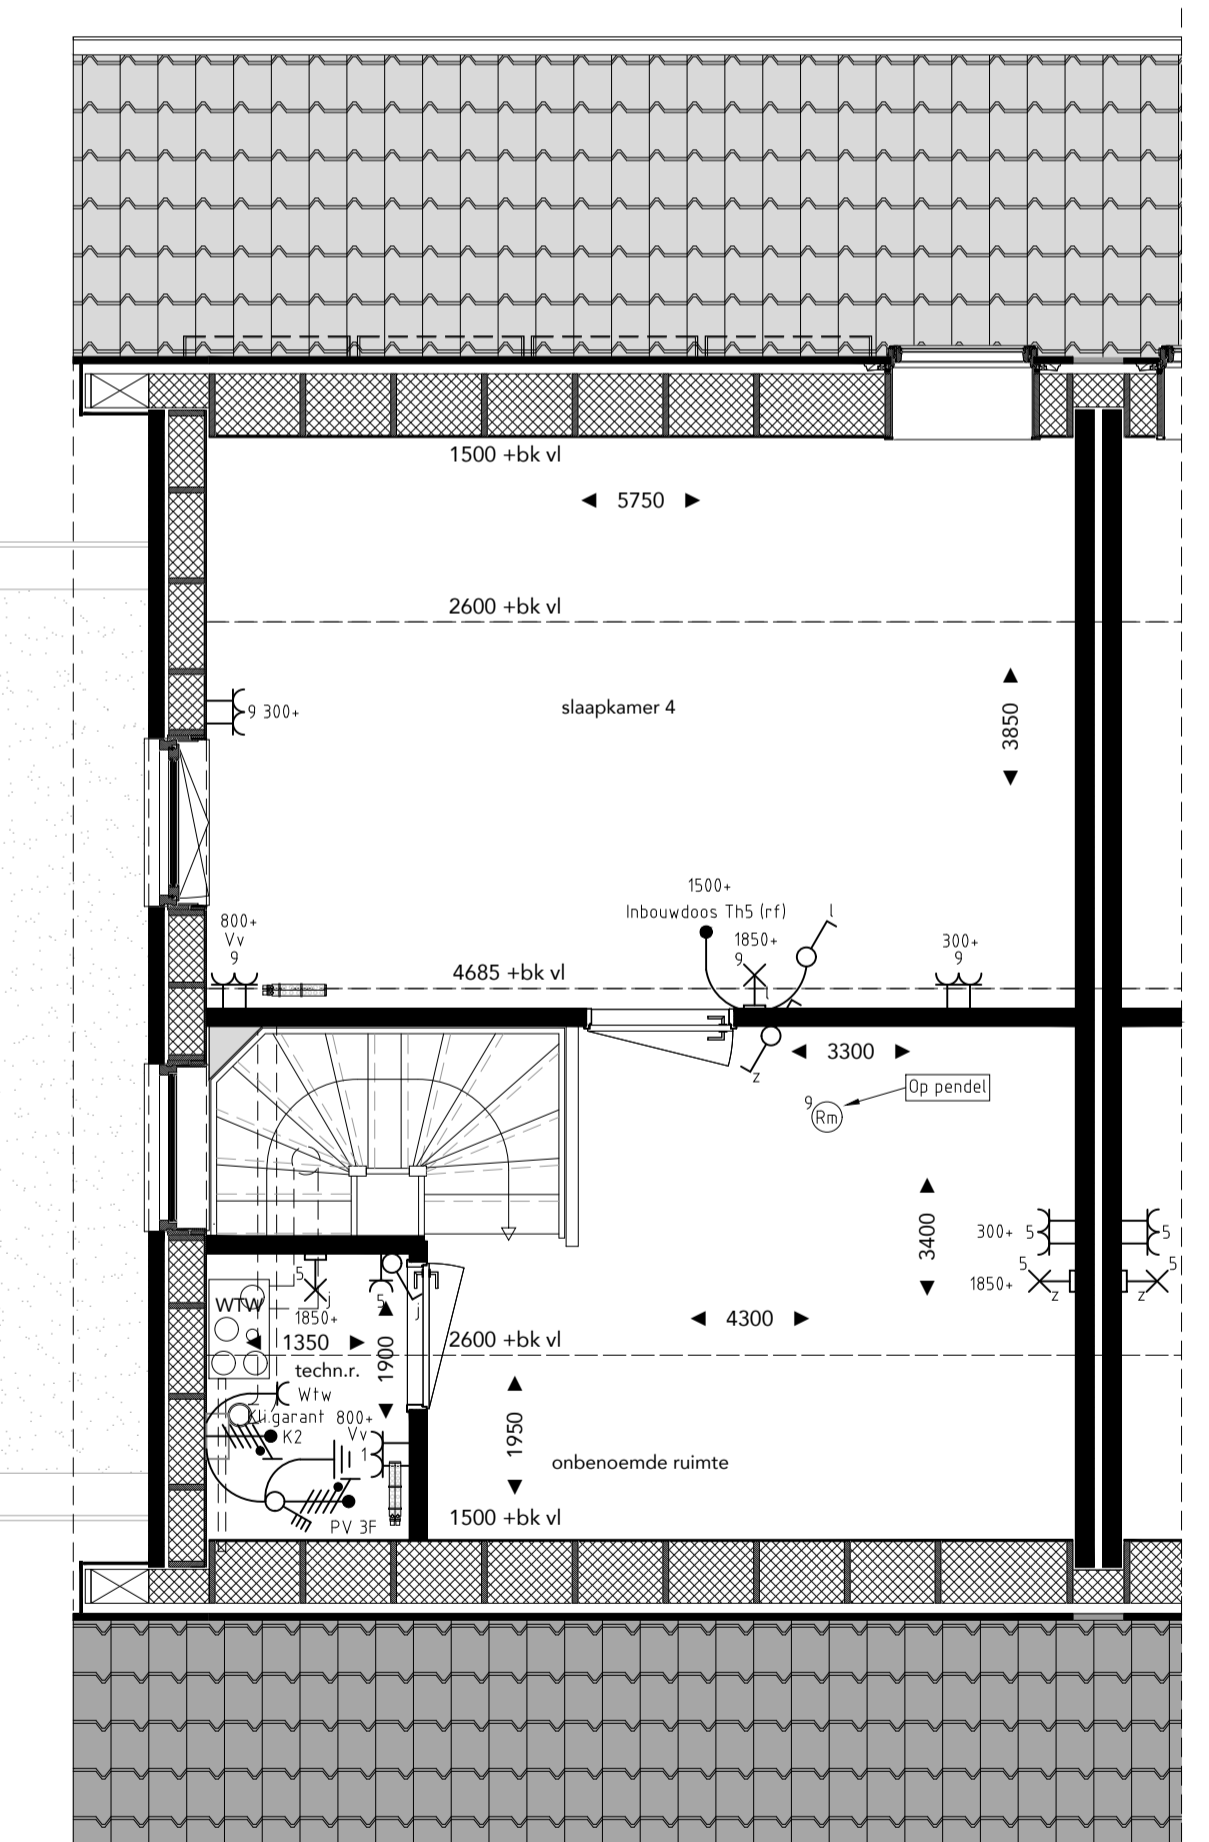 1500 +bk vl
5750
2600 +bk vl
slaapkamer 4
3850
9 300+
1500+
Inbouwdoos Th5 (rf)
l
800+
Vv
9
1850+
9
l
300+
9
4685 +bk vl
3300
z
Op pendel
9
Rm
3400
300+ 5
5
5
5
1850+
z
z
5
j
5
j
WTW
1850+
4300
1350
1900
2600 +bk vl
techn.r.
Wtw
Kli.garant
K2
800+
Vv
1
1950
onbenoemde ruimte
PV 3F
1500 +bk vl